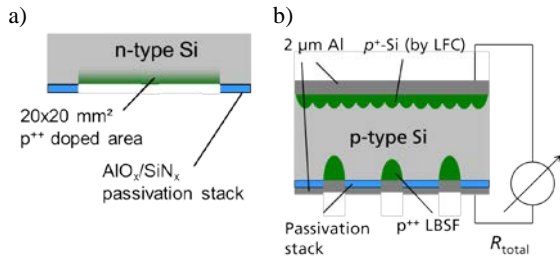 a)
n-type Si
20x20 mm²
p⁺⁺ doped area
AlOₓ/SiNₓ
passivation stack
b)
2 µm Al
p⁺-Si (by LFC)
p-type Si
Passivation
stack
p⁺⁺ LBSF
R_total